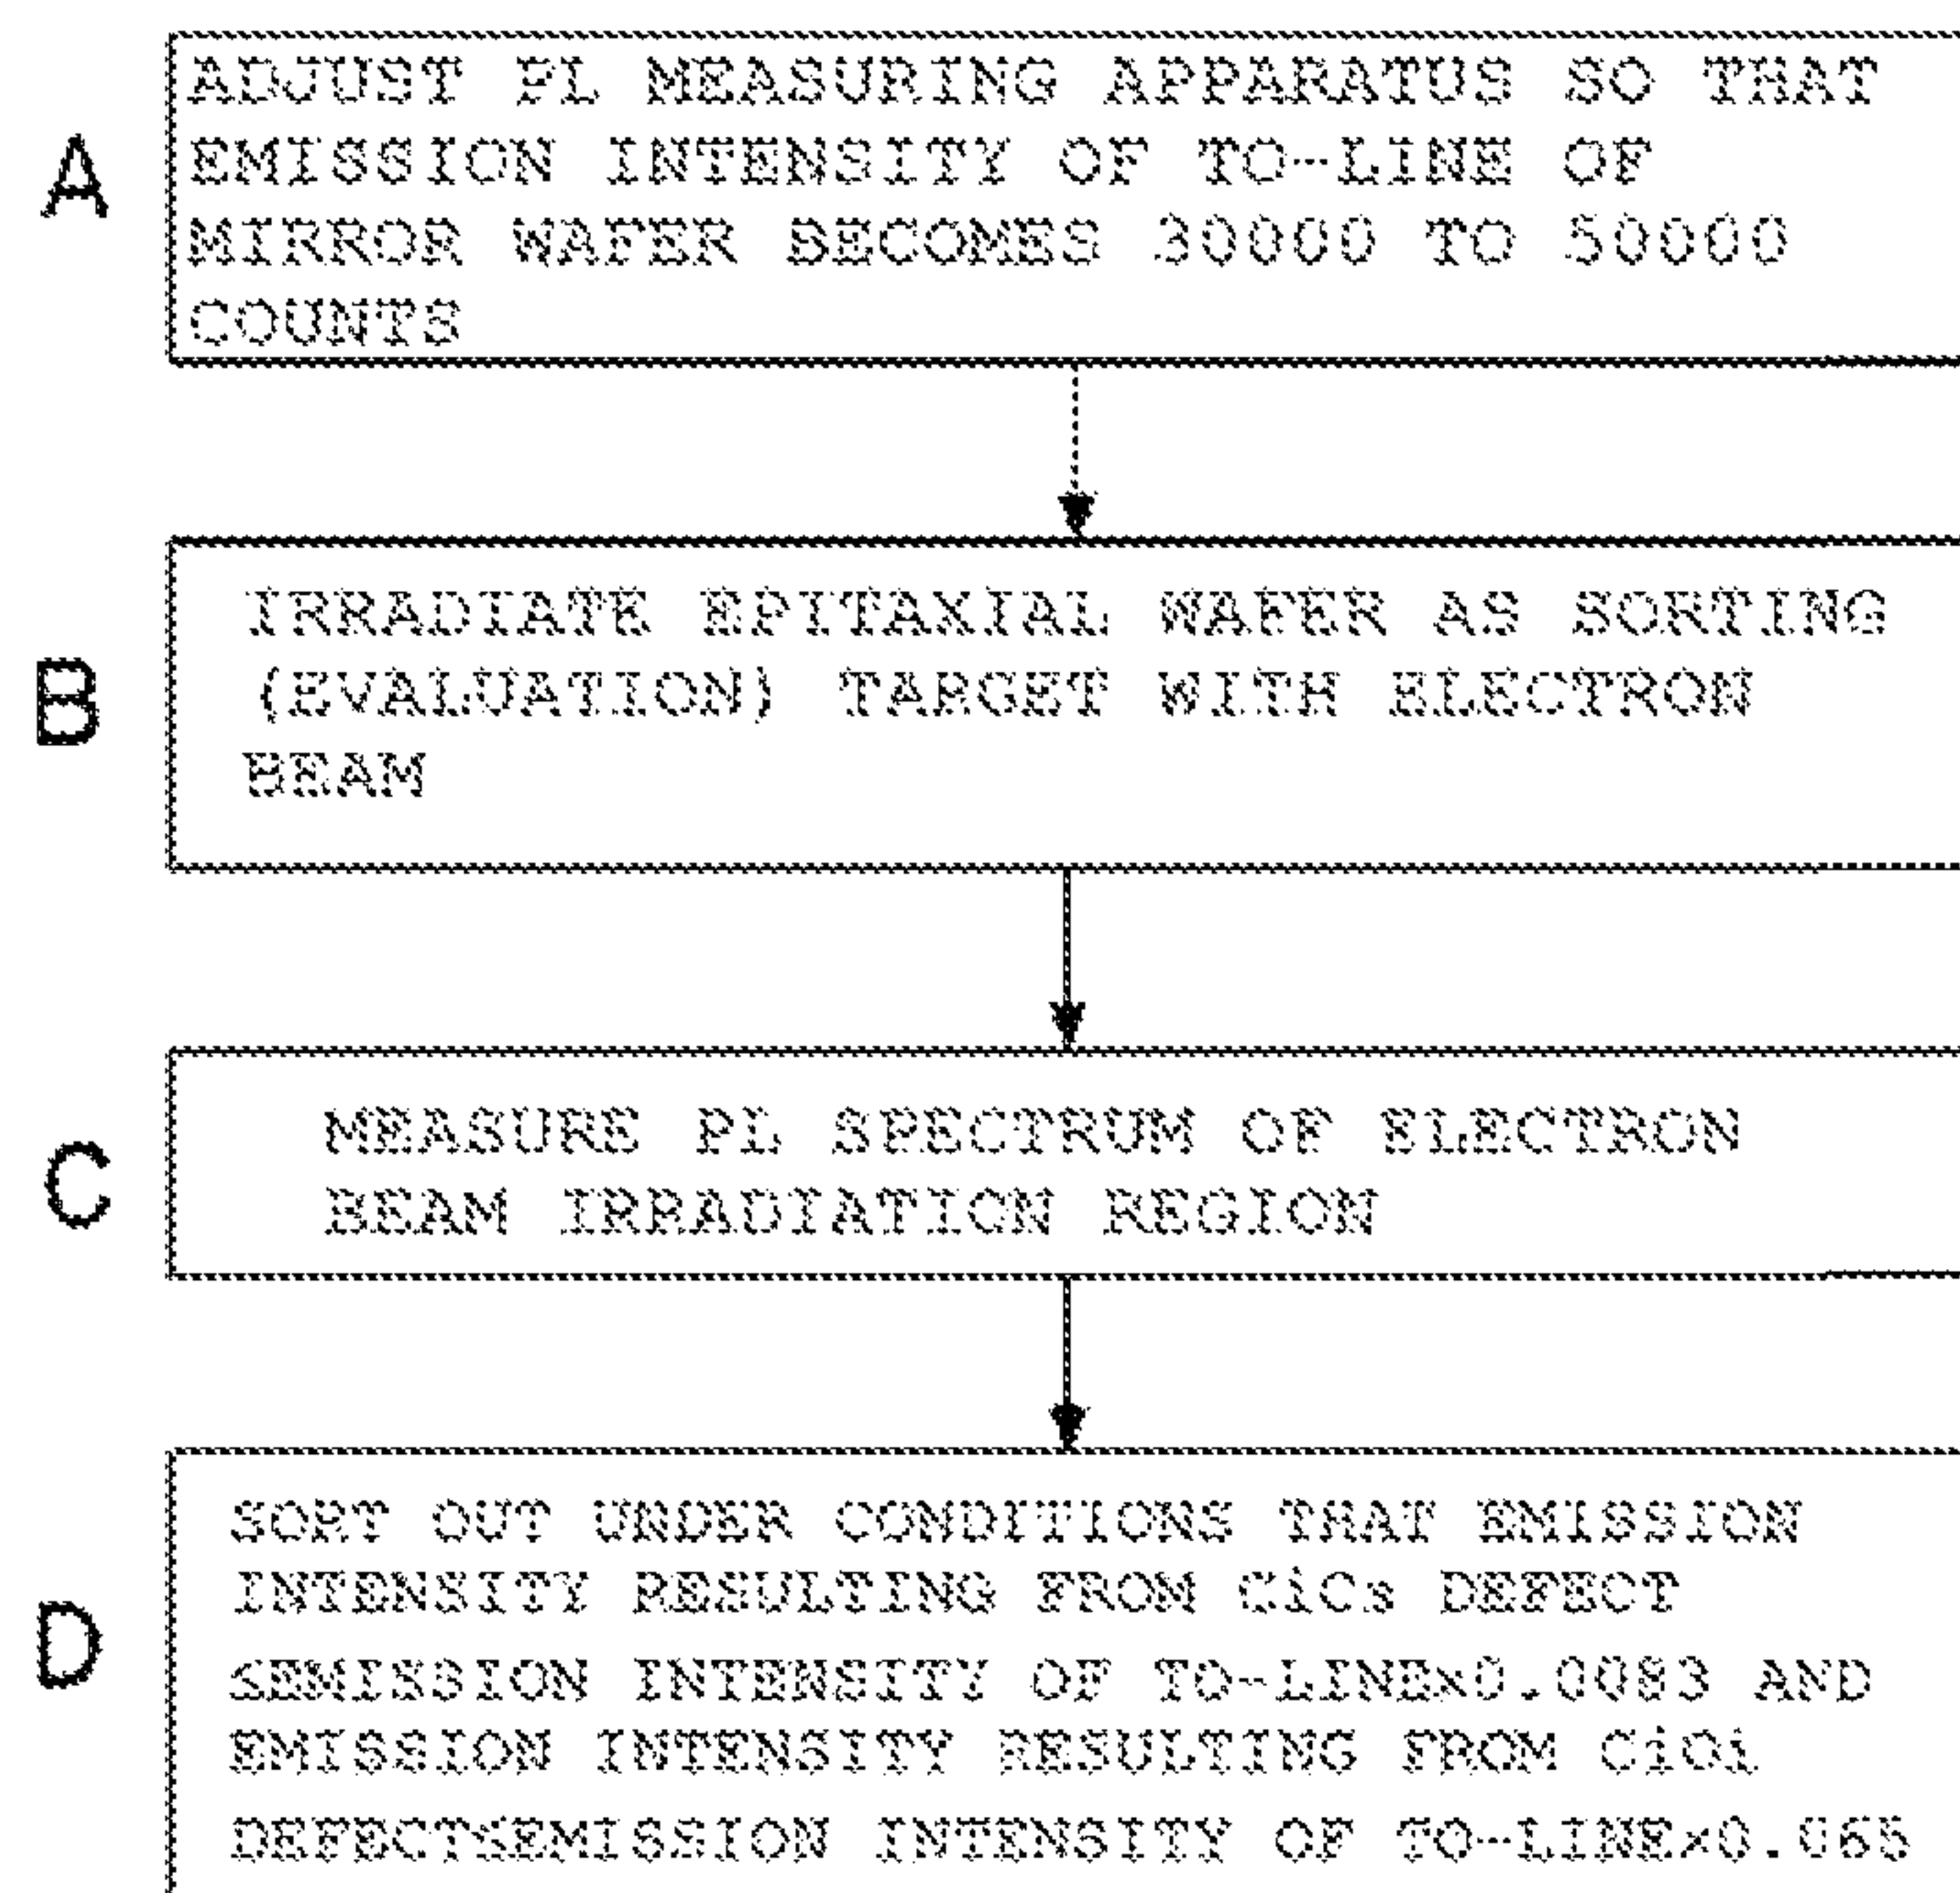 A
ADJUST PL MEASURING APPARATUS SO THAT
EMISSION INTENSITY OF TO-LINE OF
MIRROR WAFER BECOMES 30000 TO 50000
COUNTS
B
IRRADIATE EPITAXIAL WAFER AS SORTING
(EVALUATION) TARGET WITH ELECTRON
BEAM
C
MEASURE PL SPECTRUM OF ELECTRON
BEAM IRRADIATION REGION
D
SORT OUT UNDER CONDITIONS THAT EMISSION
INTENSITY RESULTING FROM CiCs DEFECT
≤EMISSION INTENSITY OF TO-LINE×0.0083 AND
EMISSION INTENSITY RESULTING FROM CiOi
DEFECT≤EMISSION INTENSITY OF TO-LINE×0.065